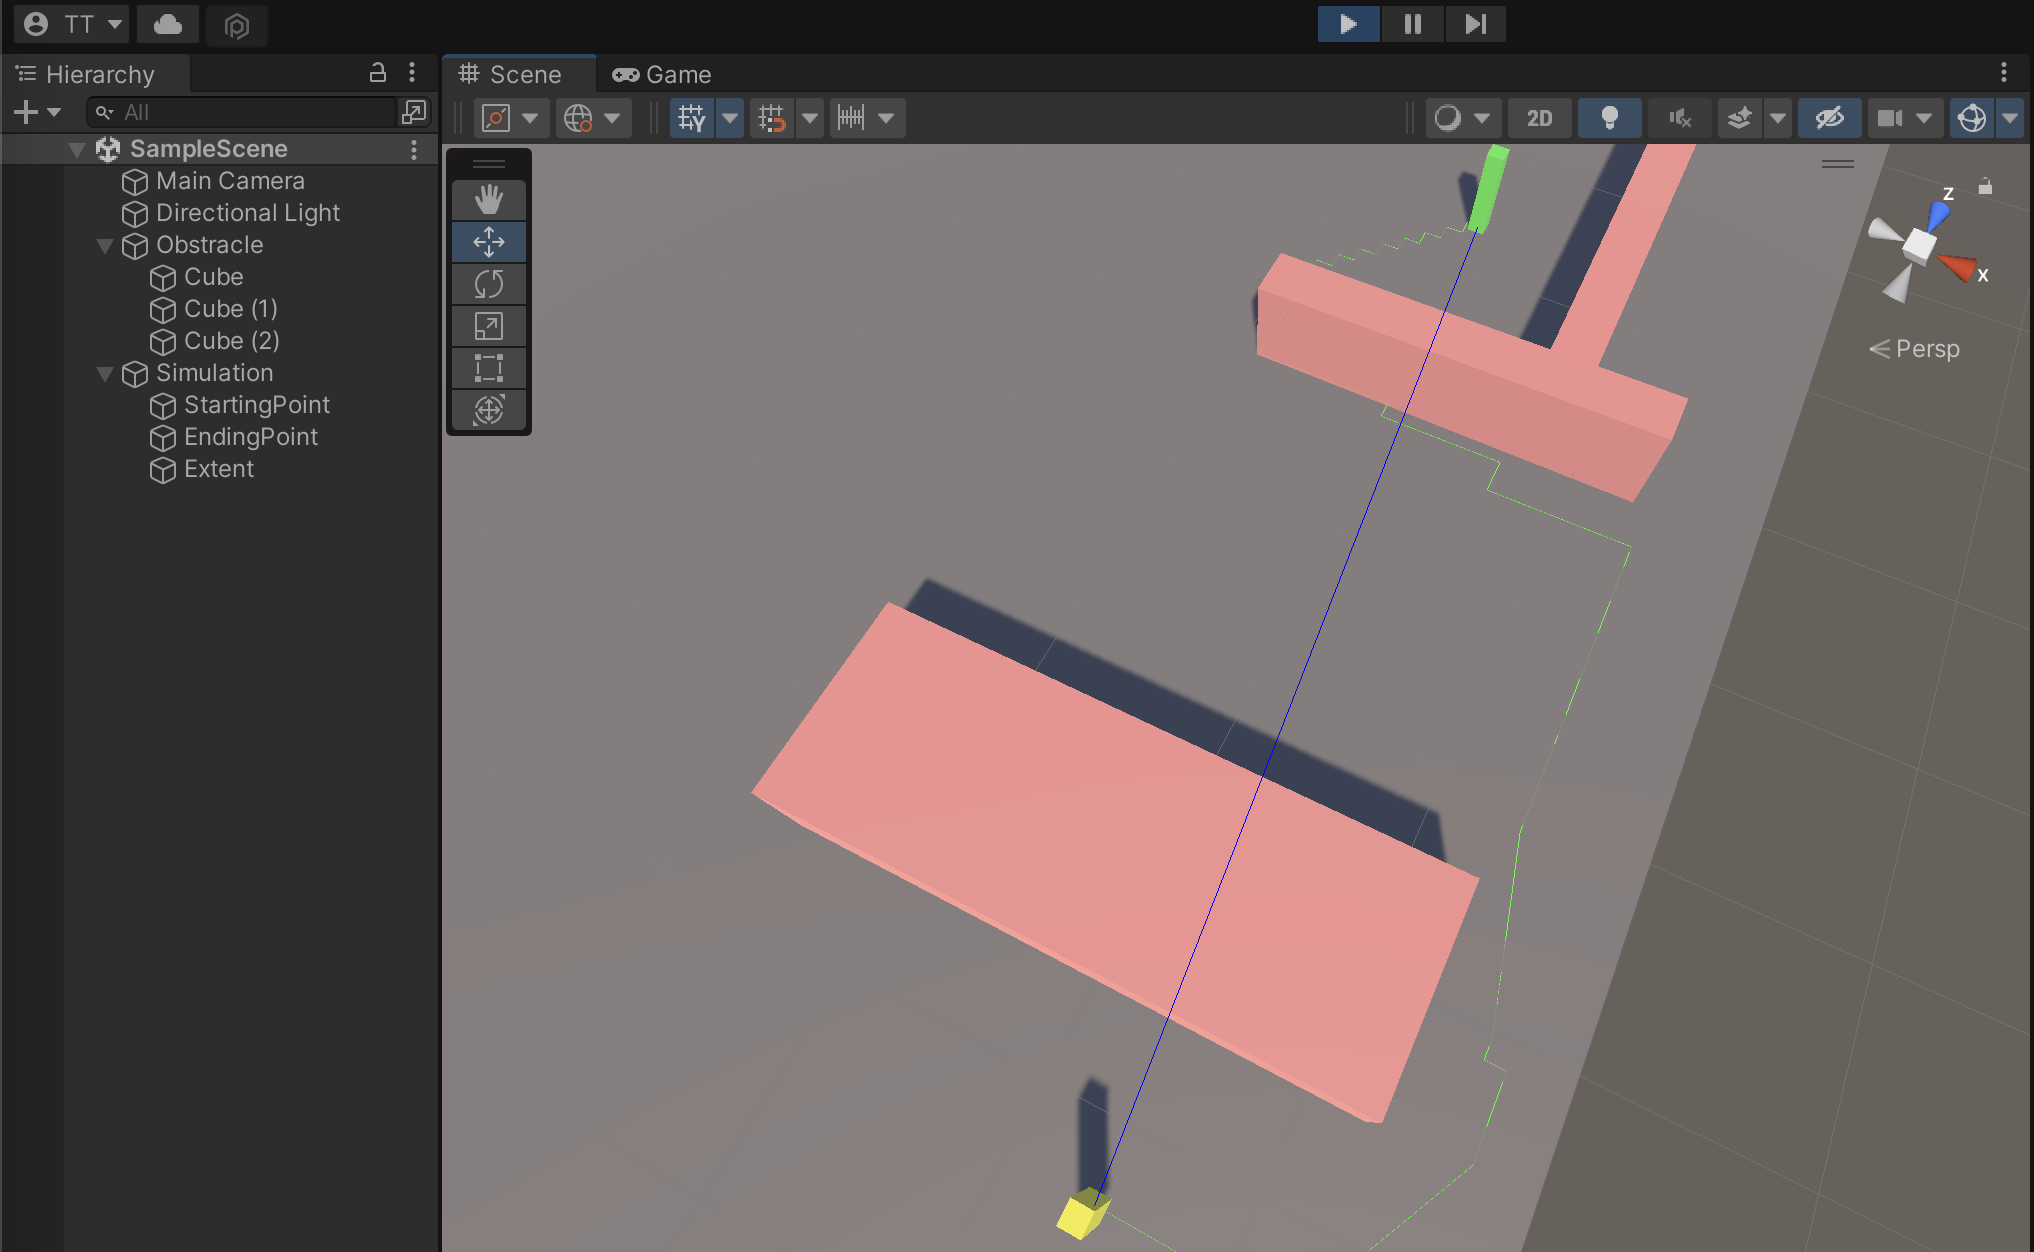 TT
Hierarchy
Scene
Game
All
2D
SampleScene
Main Camera
Directional Light
Obstracle
Cube
Cube (1)
Cube (2)
Simulation
StartingPoint
EndingPoint
Extent
z
x
Persp